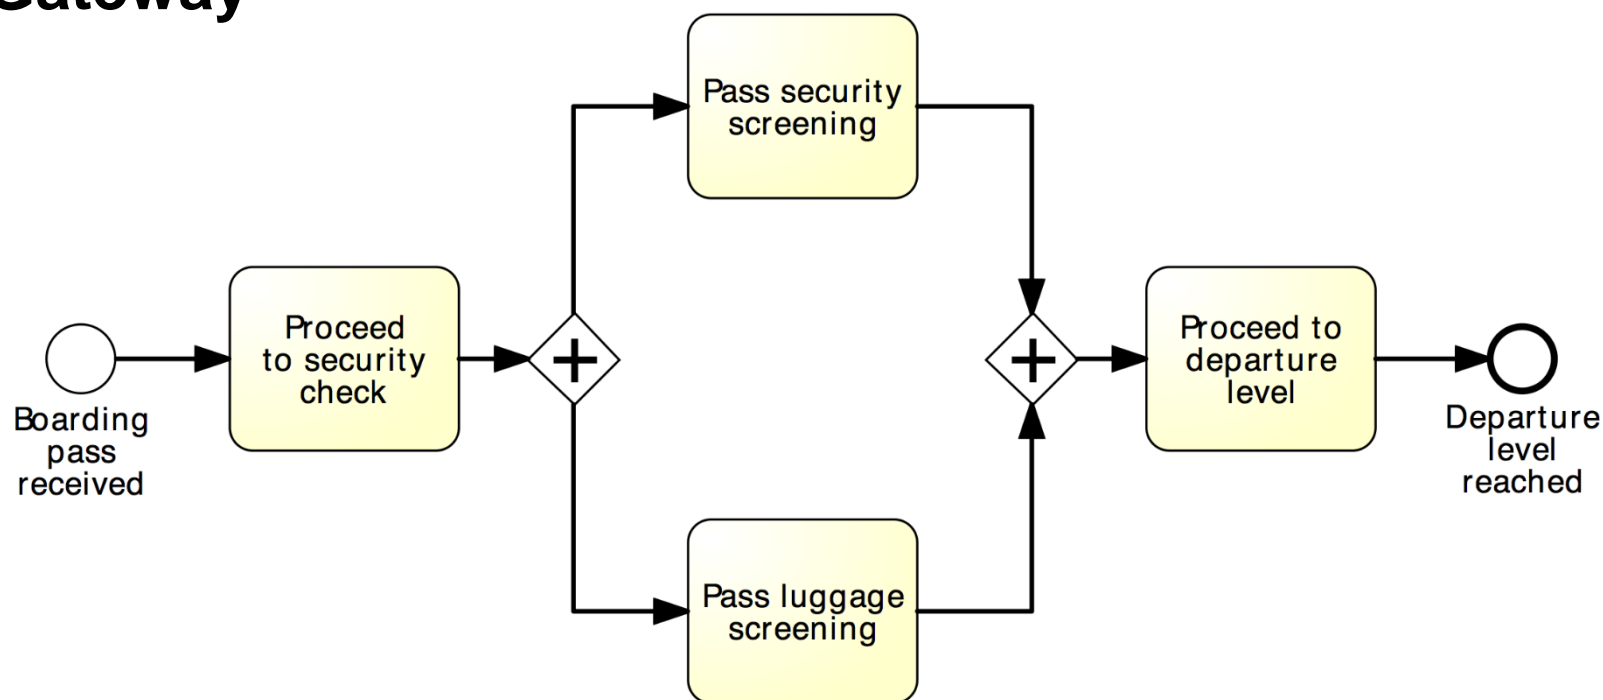 Gateway
Pass security
screening
Proceed
to security
check
Proceed to
departure
level
Boarding
pass
received
Departure
level
reached
Pass luggage
screening